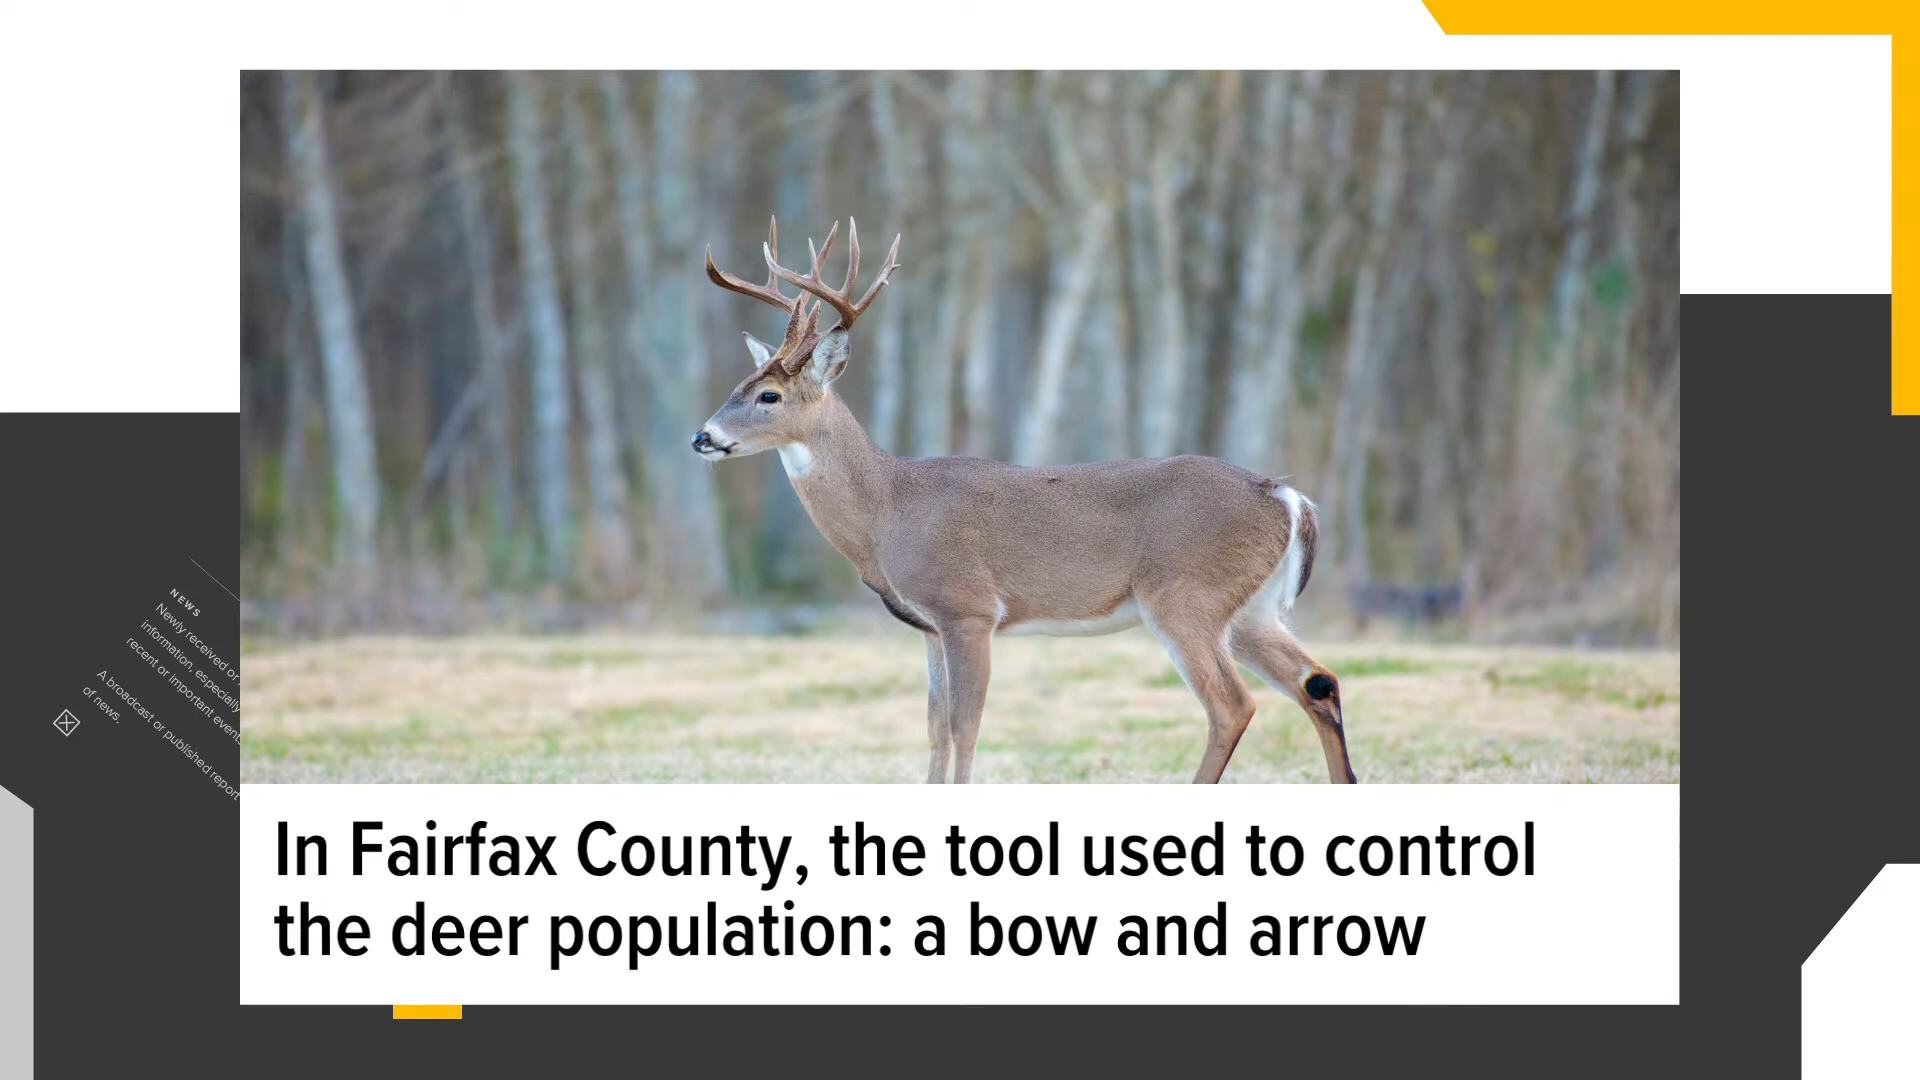 NEWS
Newly received or
information, especially
recent or important events
A broadcast or published report
of news.
In Fairfax County, the tool used to control
the deer population: a bow and arrow